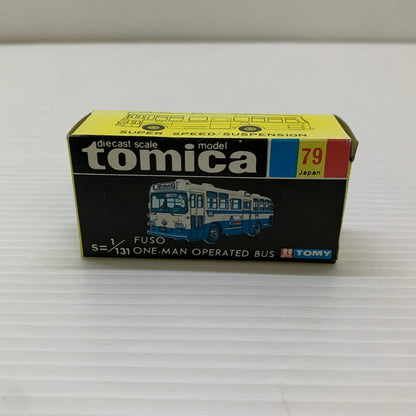 SUPER SPEED/SUSPENSION
diecast scale model
tomica
79
Japan
S=1/131 FUSO
ONE-MAN OPERATED BUS
TOMY